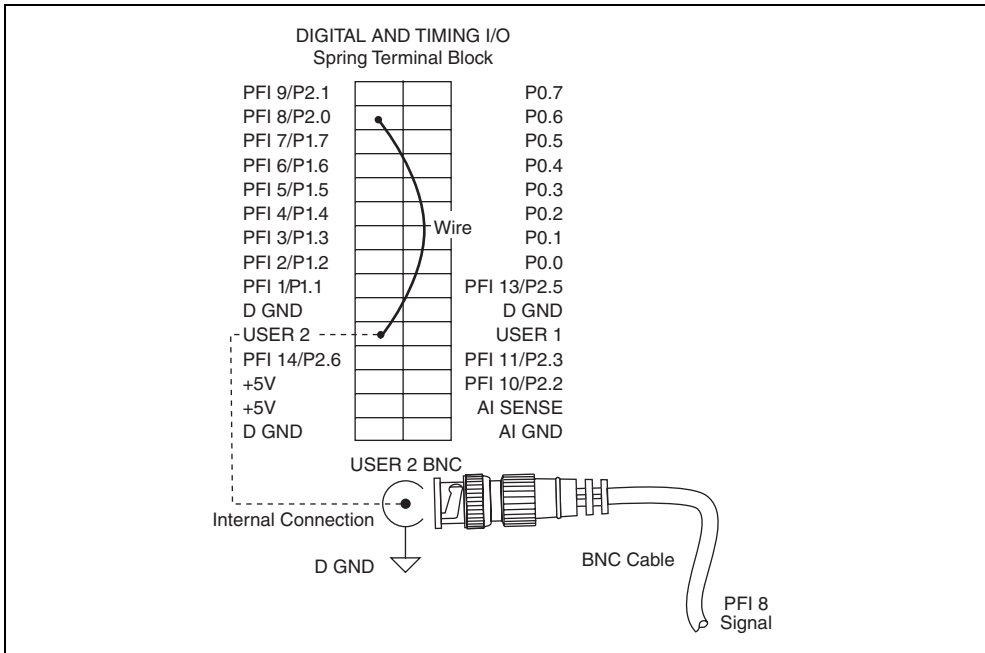 DIGITAL AND TIMING I/O
Spring Terminal Block
PFI 9/P2.1 P0.7
PFI 8/P2.0 P0.6
PFI 7/P1.7 P0.5
PFI 6/P1.6 P0.4
PFI 5/P1.5 P0.3
PFI 4/P1.4 P0.2
Wire
PFI 3/P1.3 P0.1
PFI 2/P1.2 P0.0
PFI 1/P1.1 PFI 13/P2.5
D GND D GND
USER 2 USER 1
PFI 14/P2.6 PFI 11/P2.3
+5V PFI 10/P2.2
+5V AI SENSE
D GND AI GND
USER 2 BNC
Internal Connection
D GND
BNC Cable
PFI 8
Signal